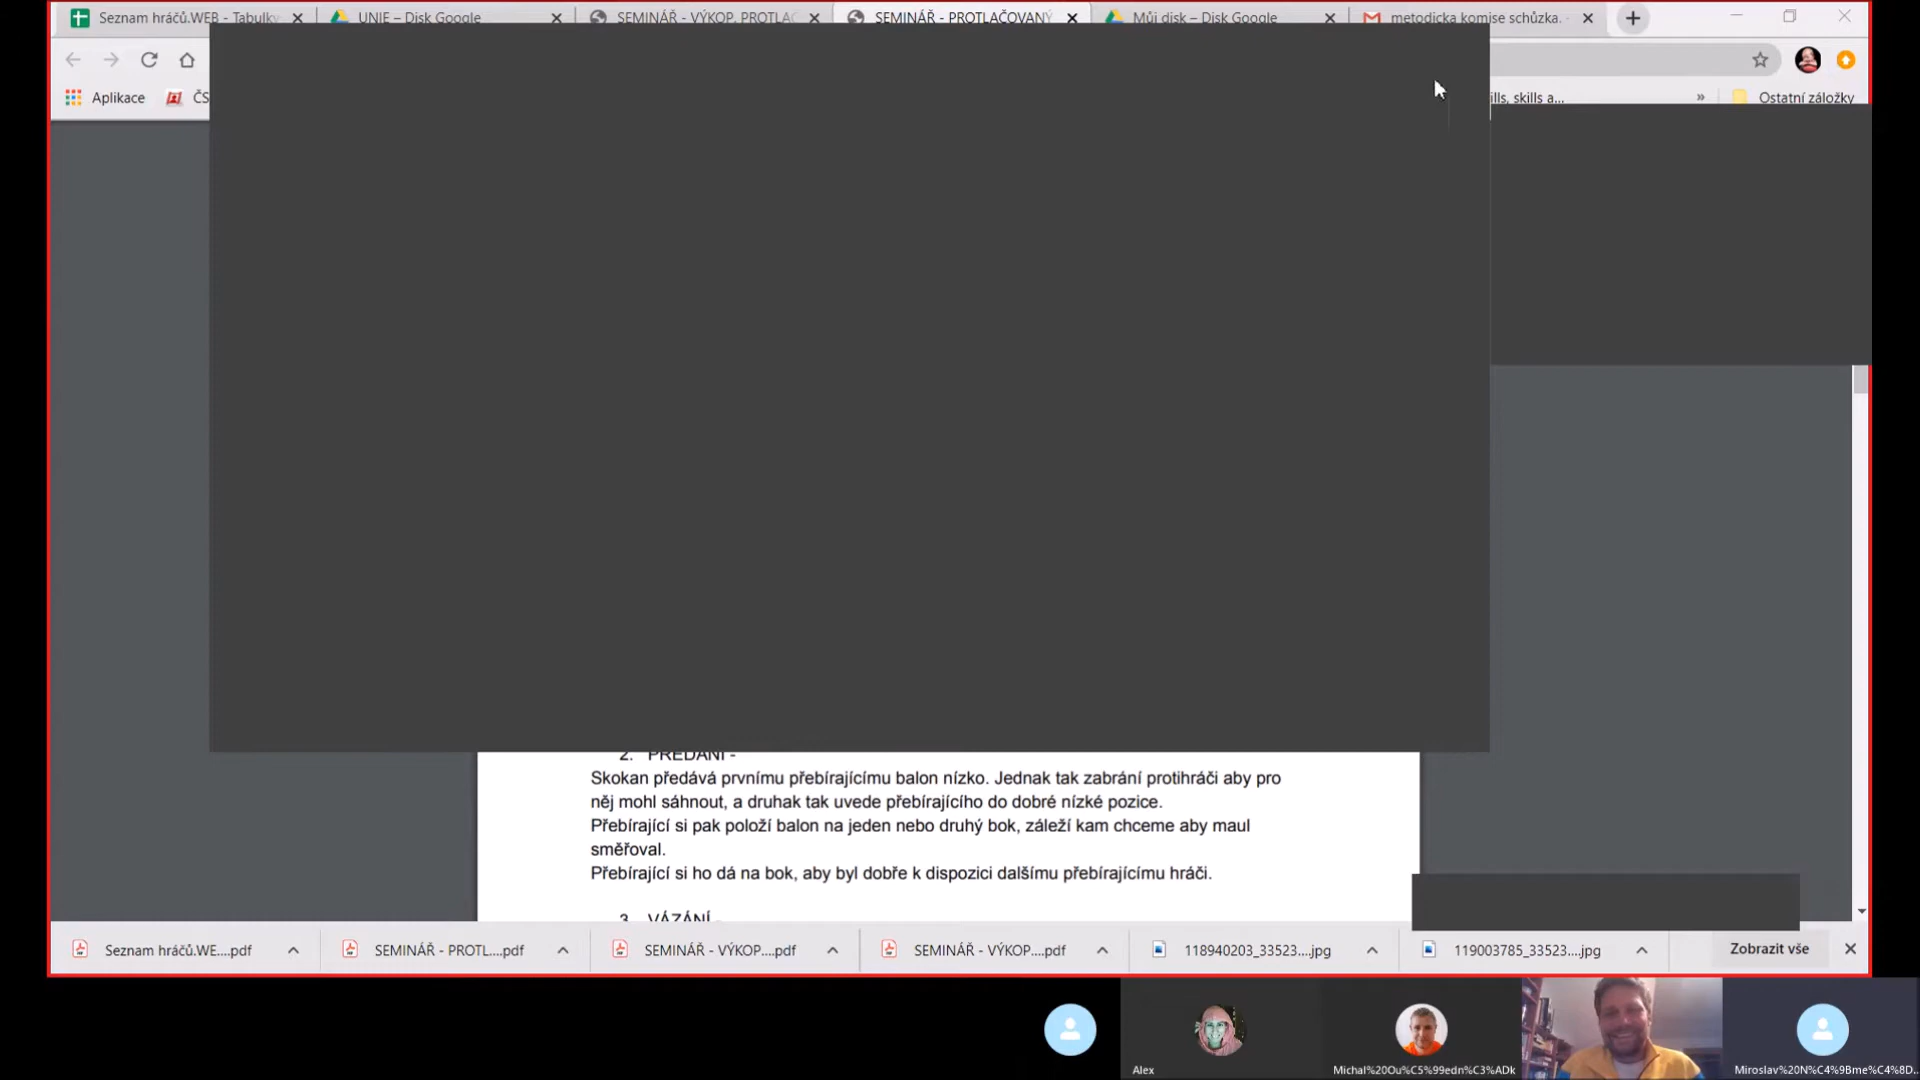 Seznam hráčů.WEB - Tabulky
UNIE – Disk Google
SEMINÁŘ - VÝKOP, PROTLAČ
SEMINÁŘ - PROTLAČOVANÝ
Můj disk – Disk Google
metodicka komise schůzka. -
Aplikace
ČS
ills, skills a...
»
Ostatní záložky
2. PŘEDÁNÍ -
Skokan předává prvnímu přebírajícímu balon nízko. Jednak tak zabrání protihráči aby pro
něj mohl sáhnout, a druhak tak uvede přebírajícího do dobré nízké pozice.
Přebírající si pak položí balon na jeden nebo druhý bok, záleží kam chceme aby maul
směřoval.
Přebírající si ho dá na bok, aby byl dobře k dispozici dalšímu přebírajícímu hráči.
3. VÁZÁNÍ -
Seznam hráčů.WE....pdf
SEMINÁŘ - PROTL....pdf
SEMINÁŘ - VÝKOP....pdf
SEMINÁŘ - VÝKOP....pdf
118940203_33523....jpg
119003785_33523....jpg
Zobrazit vše
Alex
Michal%20Ou%C5%99edn%C3%ADk
Miroslav%20N%C4%9Bme%C4%8D...